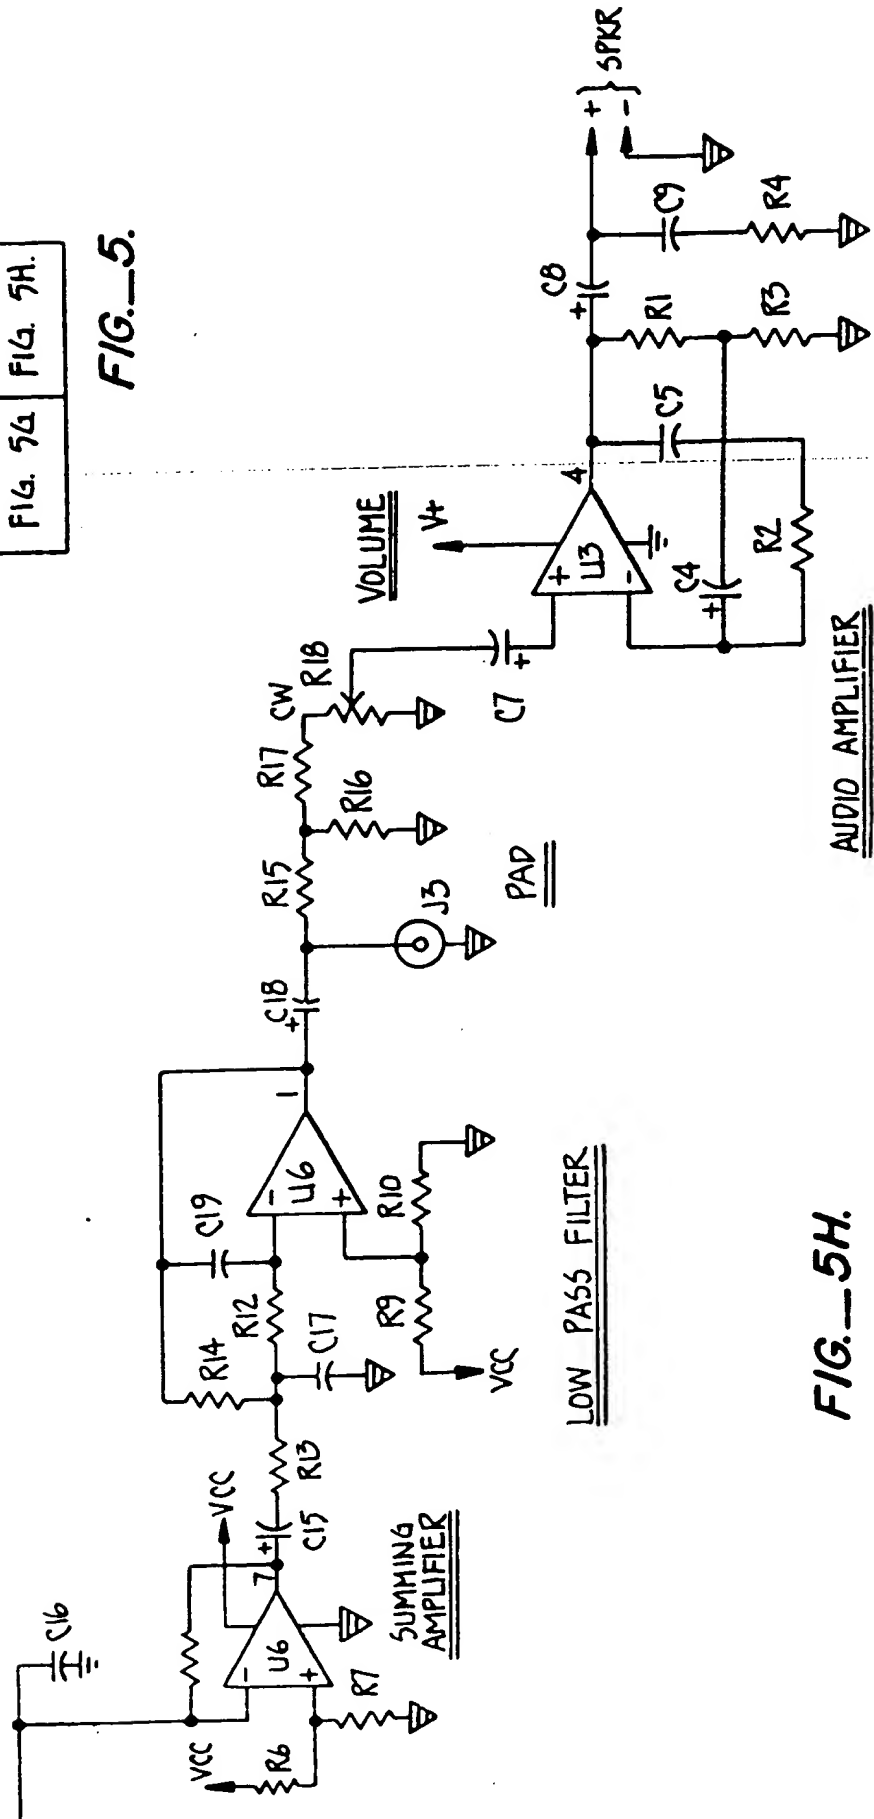 FIG. 5G
FIG. 5H.
FIG._5.
C16
VCC
VCC
7
U6
-
+
R6
R7
SUMMING
AMPLIFIER
+
C15
R13
R14
R12
C17
C19
-
+
U6
1
R9
R10
VCC
LOW PASS FILTER
+
C18
J3
R15
R16
R17
PAD
CW
R18
VOLUME
C7
+
V+
+
-
U3
4
C4
+
R2
C5
R1
R3
+
C8
C9
R4
+
-
SPKR
AUDIO AMPLIFIER
FIG._5H.